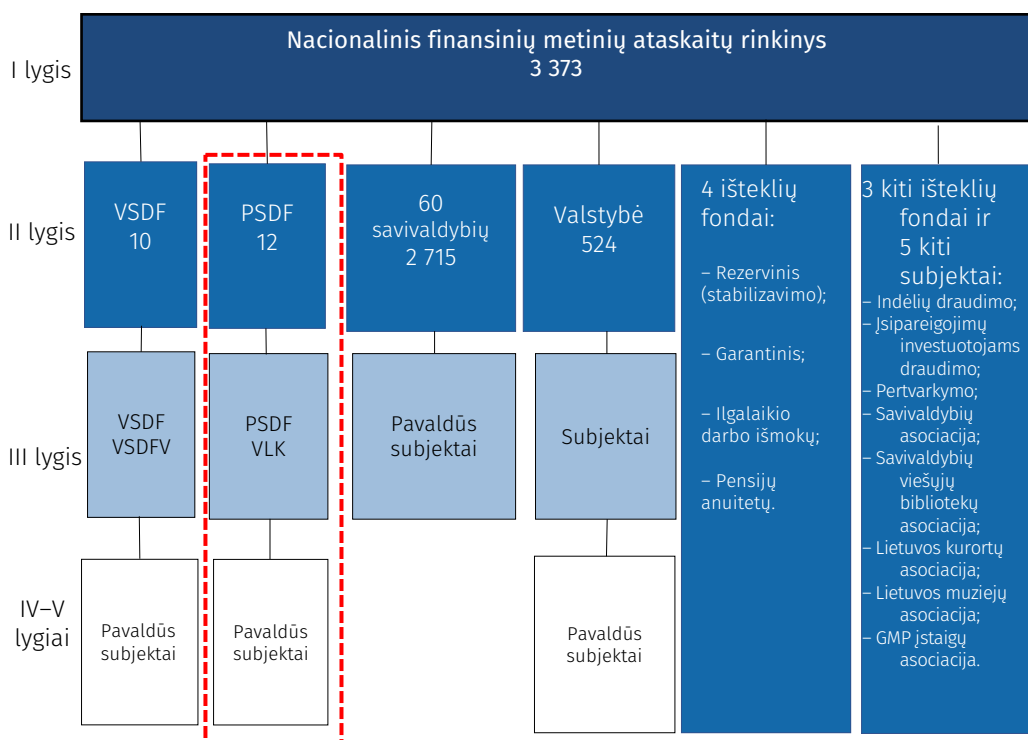 Nacionalinis finansinių metinių ataskaitų rinkinys
3 373
I lygis
II lygis
VSDF
10
PSDF
12
60
savivaldybių
2 715
Valstybė
524
4 išteklių
fondai:
– Rezervinis
(stabilizavimo);
– Garantinis;
– Ilgalaikio
darbo išmokų;
– Pensijų
anuitetų.
3 kiti išteklių
fondai ir
5 kiti
subjektai:
– Indėlių draudimo;
– Įsipareigojimų
investuotojams
draudimo;
– Pertvarkymo;
– Savivaldybių
asociacija;
– Savivaldybių
viešųjų
bibliotekų
asociacija;
– Lietuvos kurortų
asociacija;
– Lietuvos muziejų
asociacija;
– GMP įstaigų
asociacija.
III lygis
VSDF
VSDFV
PSDF
VLK
Pavaldūs
subjektai
Subjektai
IV–V
lygiai
Pavaldūs
subjektai
Pavaldūs
subjektai
Pavaldūs
subjektai